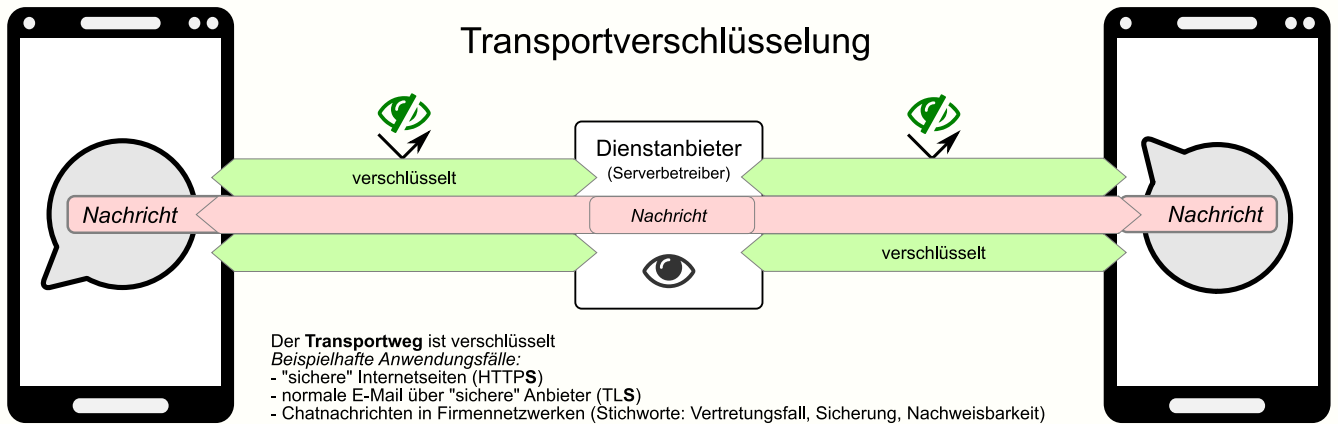 Transportverschlüsselung
Dienstanbieter
(Serverbetreiber)
verschlüsselt
Nachricht
Nachricht
Nachricht
verschlüsselt
Der Transportweg ist verschlüsselt
Beispielhafte Anwendungsfälle:
- "sichere" Internetseiten (HTTPS)
- normale E-Mail über "sichere" Anbieter (TLS)
- Chatnachrichten in Firmennetzwerken (Stichworte: Vertretungsfall, Sicherung, Nachweisbarkeit)